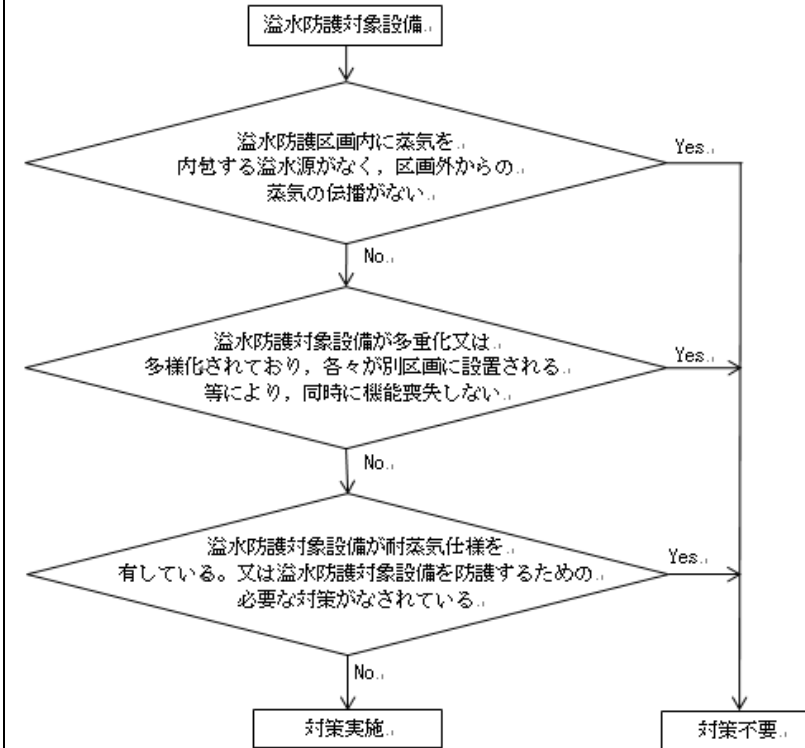 溢水防護対象設備
溢水防護区画内に蒸気を
内包する溢水源がなく，区画外からの
蒸気の伝播がない
Yes
No
溢水防護対象設備が多重化又は
多様化されており，各々が別区画に設置される
等により，同時に機能喪失しない
Yes
No
溢水防護対象設備が耐蒸気仕様を
有している。又は溢水防護対象設備を防護するための
必要な対策がなされている
Yes
No
対策実施
対策不要